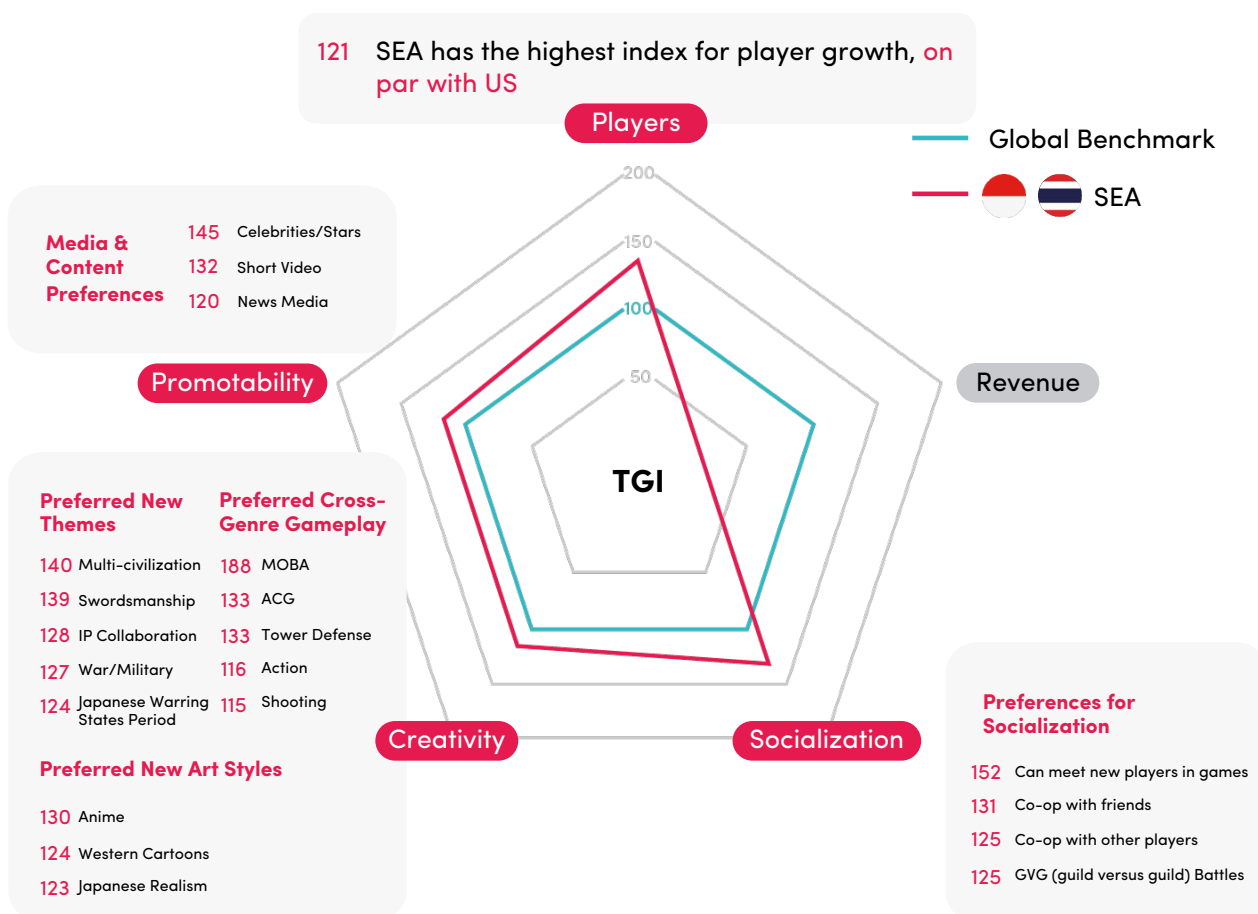 121 SEA has the highest index for player growth, on
par with US
Players
Global Benchmark
SEA
200
150
100
50
TGI
Media &
Content
Preferences
145 Celebrities/Stars
132 Short Video
120 News Media
Promotability
Revenue
Preferred New
Themes
140 Multi-civilization
139 Swordsmanship
128 IP Collaboration
127 War/Military
124 Japanese Warring
States Period
Preferred Cross-
Genre Gameplay
188 MOBA
133 ACG
133 Tower Defense
116 Action
115 Shooting
Preferred New Art Styles
130 Anime
124 Western Cartoons
123 Japanese Realism
Creativity
Socialization
Preferences for
Socialization
152 Can meet new players in games
131 Co-op with friends
125 Co-op with other players
125 GVG (guild versus guild) Battles